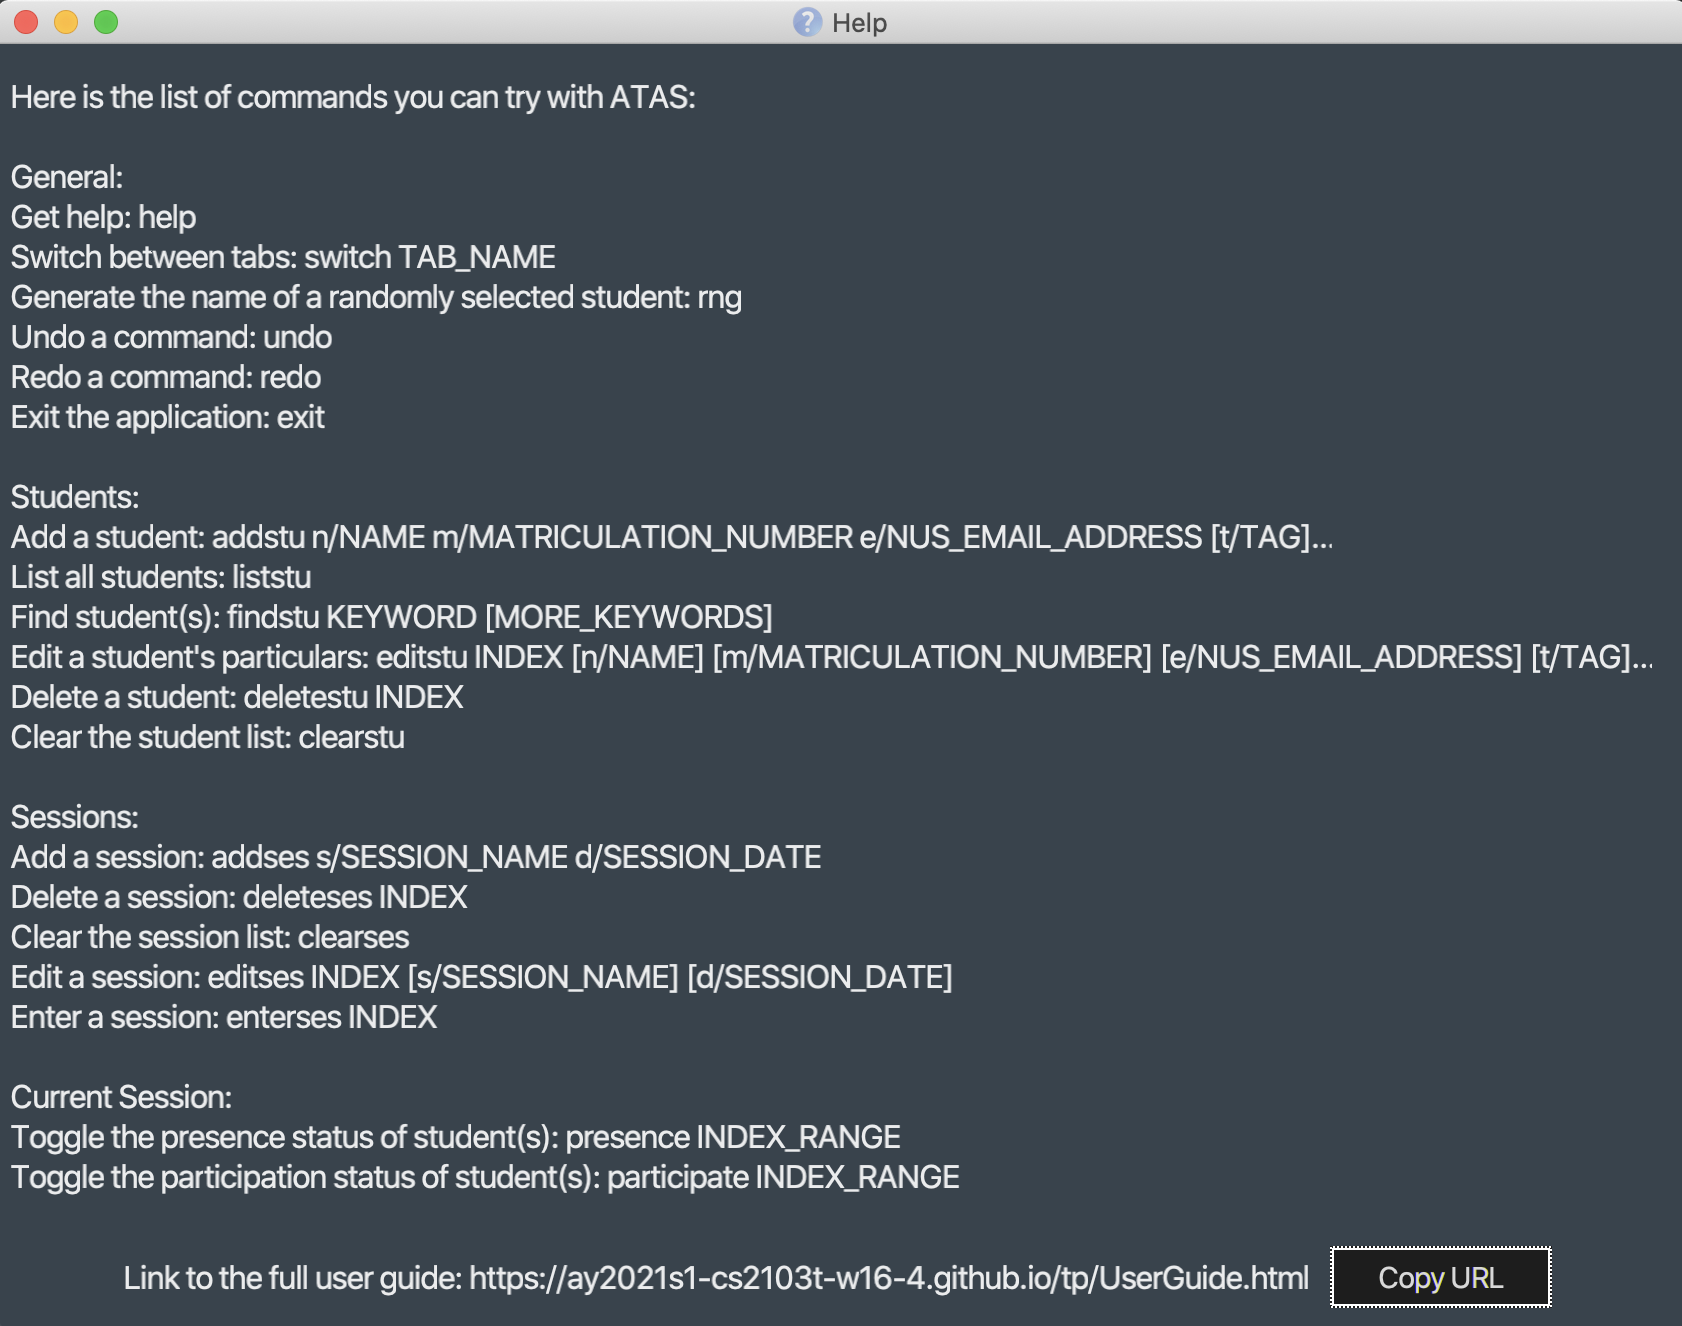 Help
Here is the list of commands you can try with ATAS:
General:
Get help: help
Switch between tabs: switch TAB_NAME
Generate the name of a randomly selected student: rng
Undo a command: undo
Redo a command: redo
Exit the application: exit
Students:
Add a student: addstu n/NAME m/MATRICULATION_NUMBER e/NUS_EMAIL_ADDRESS [t/TAG]...
List all students: liststu
Find student(s): findstu KEYWORD [MORE_KEYWORDS]
Edit a student's particulars: editstu INDEX [n/NAME] [m/MATRICULATION_NUMBER] [e/NUS_EMAIL_ADDRESS] [t/TAG]...
Delete a student: deletestu INDEX
Clear the student list: clearstu
Sessions:
Add a session: addses s/SESSION_NAME d/SESSION_DATE
Delete a session: deleteses INDEX
Clear the session list: clearses
Edit a session: editses INDEX [s/SESSION_NAME] [d/SESSION_DATE]
Enter a session: enterses INDEX
Current Session:
Toggle the presence status of student(s): presence INDEX_RANGE
Toggle the participation status of student(s): participate INDEX_RANGE
Link to the full user guide: https://ay2021s1-cs2103t-w16-4.github.io/tp/UserGuide.html Copy URL